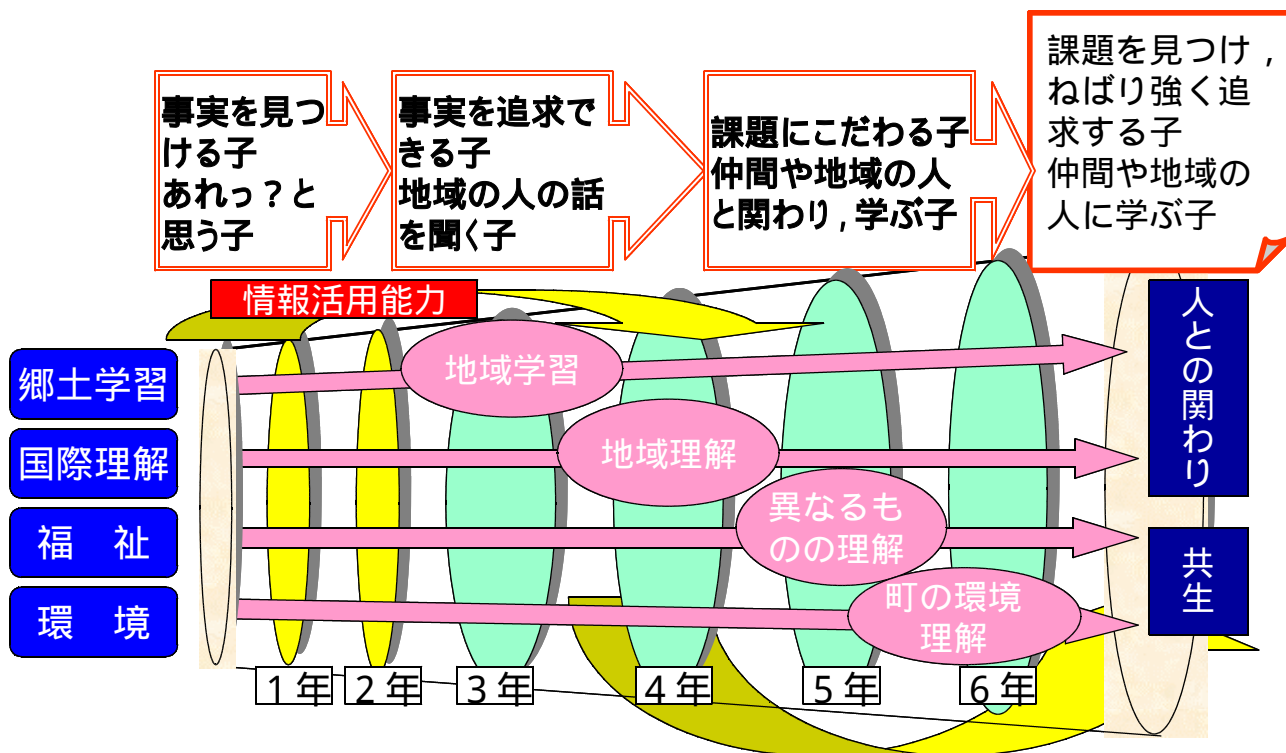 事実を見つ
ける子
あれっ？と
思う子
事実を追求で
きる子
地域の人の話
を聞く子
課題にこだわる子
仲間や地域の人
と関わり,学ぶ子
課題を見つけ,
ねばり強く追
求する子
仲間や地域の
人に学ぶ子
情報活用能力
郷土学習
国際理解
福　祉
環　境
地域学習
地域理解
異なるも
のの理解
町の環境
理解
人との関わり
共生
1年
2年
3年
4年
5年
6年